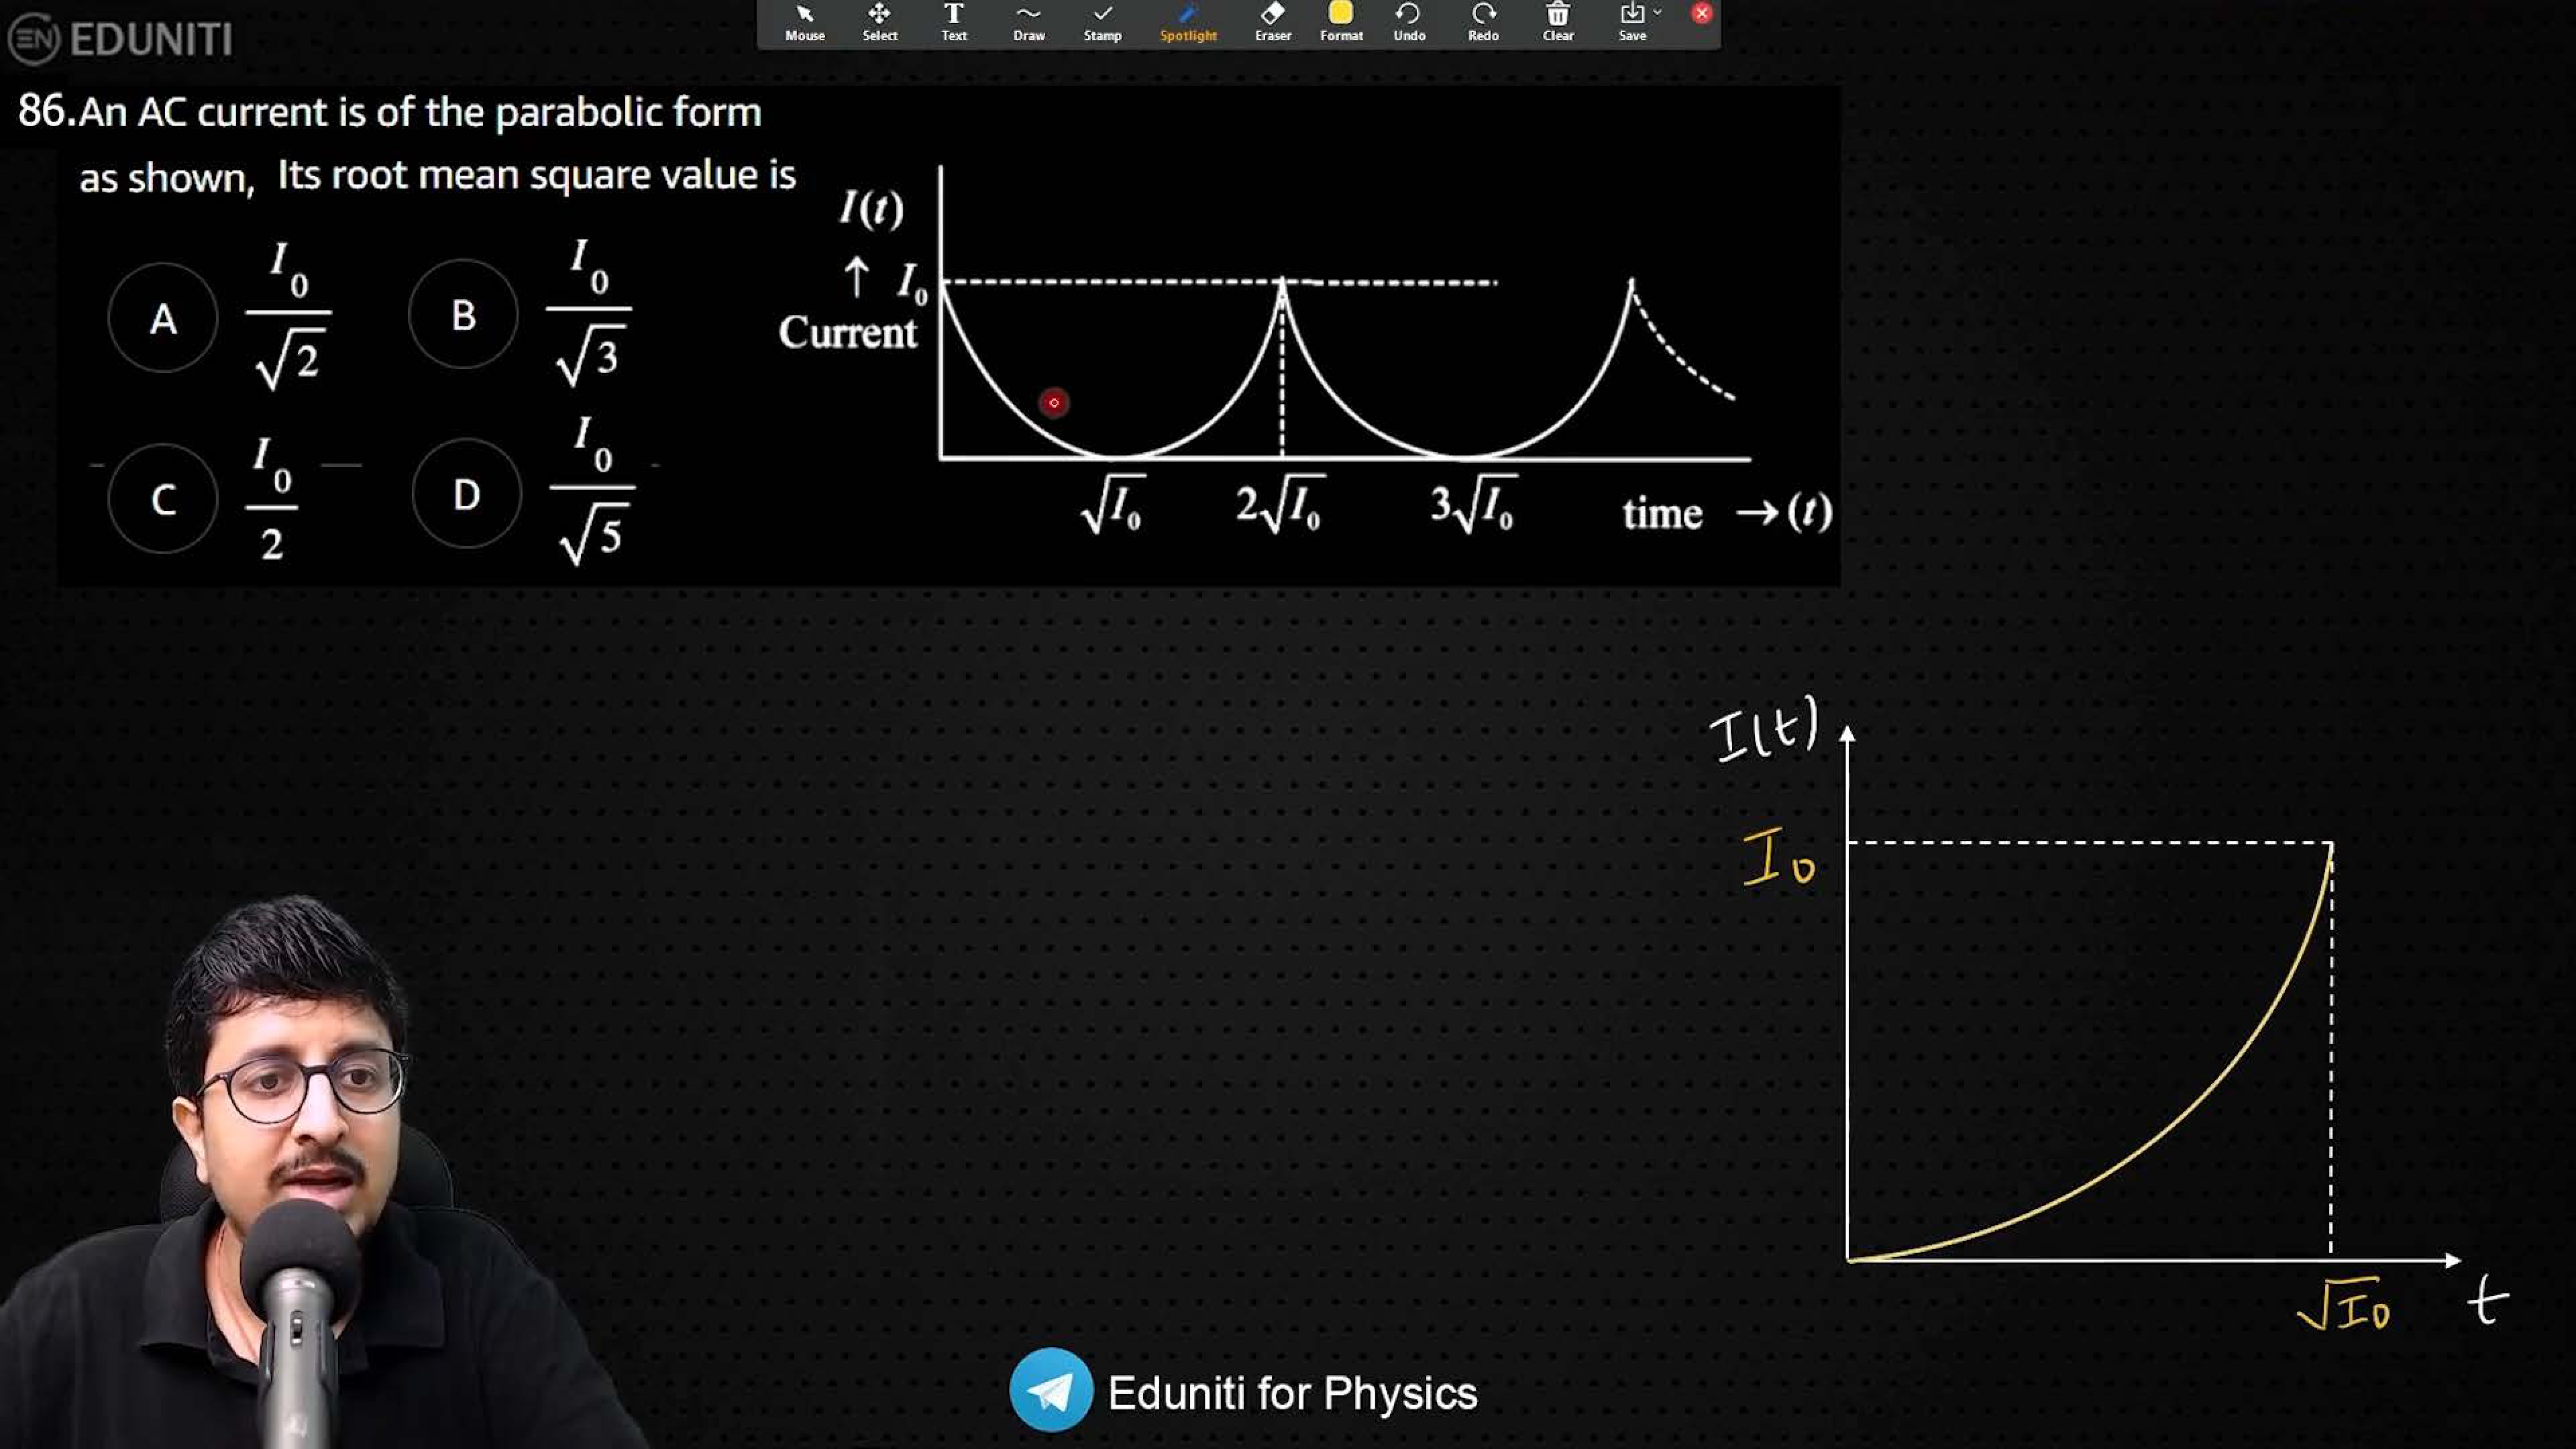 EN EDUNITI
Mouse Select Text Draw Stamp Spotlight Eraser Format Undo Redo Clear Save
86.An AC current is of the parabolic form
as shown, Its root mean square value is
A I₀/√2 B I₀/√3
C I₀/2 D I₀/√5
I(t)
↑ I₀
Current
√I₀ 2√I₀ 3√I₀ time →(t)
I(t)
I₀
√I₀ t
Eduniti for Physics